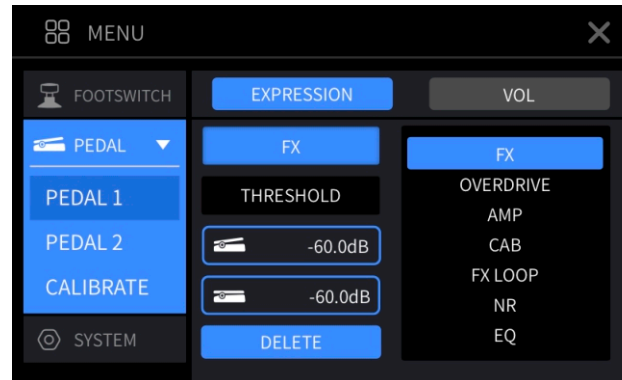 MENU
FOOTSWITCH
EXPRESSION
VOL
PEDAL
PEDAL 1
PEDAL 2
CALIBRATE
SYSTEM
FX
THRESHOLD
-60.0dB
-60.0dB
DELETE
FX
OVERDRIVE
AMP
CAB
FX LOOP
NR
EQ